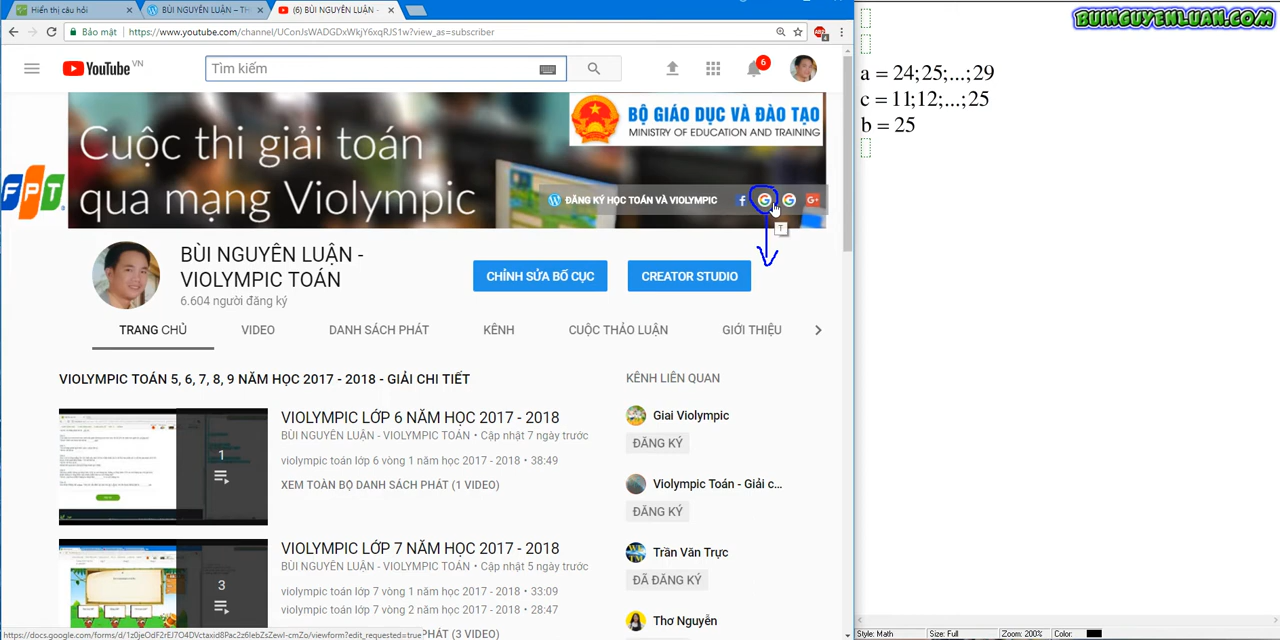 Hiển thị câu hỏi
BÙI NGUYÊN LUÂN – TH
(6) BÙI NGUYÊN LUẬN -
Bảo mật
https://www.youtube.com/channel/UConJsWADGDxWkjY6xqRJS1w?view_as=subscriber
YouTube VN
Tìm kiếm
6
Cuộc thi giải toán
qua mạng Violympic
BỘ GIÁO DỤC VÀ ĐÀO TẠO
MINISTRY OF EDUCATION AND TRAINING
FPT
ĐĂNG KÝ HỌC TOÁN VÀ VIOLYMPIC
T
BÙI NGUYÊN LUẬN -
VIOLYMPIC TOÁN
6.604 người đăng ký
CHỈNH SỬA BỐ CỤC
CREATOR STUDIO
TRANG CHỦ
VIDEO
DANH SÁCH PHÁT
KÊNH
CUỘC THẢO LUẬN
GIỚI THIỆU
VIOLYMPIC TOÁN 5, 6, 7, 8, 9 NĂM HỌC 2017 - 2018 - GIẢI CHI TIẾT
1
VIOLYMPIC LỚP 6 NĂM HỌC 2017 - 2018
BÙI NGUYÊN LUẬN - VIOLYMPIC TOÁN • Cập nhật 7 ngày trước
violympic toán lớp 6 vòng 1 năm học 2017 - 2018 • 38:49
XEM TOÀN BỘ DANH SÁCH PHÁT (1 VIDEO)
3
VIOLYMPIC LỚP 7 NĂM HỌC 2017 - 2018
BÙI NGUYÊN LUẬN - VIOLYMPIC TOÁN • Cập nhật 5 ngày trước
violympic toán lớp 7 vòng 1 năm học 2017 - 2018 • 33:09
violympic toán lớp 7 vòng 2 năm học 2017 - 2018 • 28:47
PHÁT (3 VIDEO)
KÊNH LIÊN QUAN
Giai Violympic
ĐĂNG KÝ
Violympic Toán - Giải c...
ĐĂNG KÝ
Trần Văn Trực
ĐÃ ĐĂNG KÝ
Thơ Nguyễn
BUINGUYENLUAN.COM
a = 24;25;...;29
c = 11;12;...;25
b = 25
Style: Math
Size: Full
Zoom: 200%
Color: